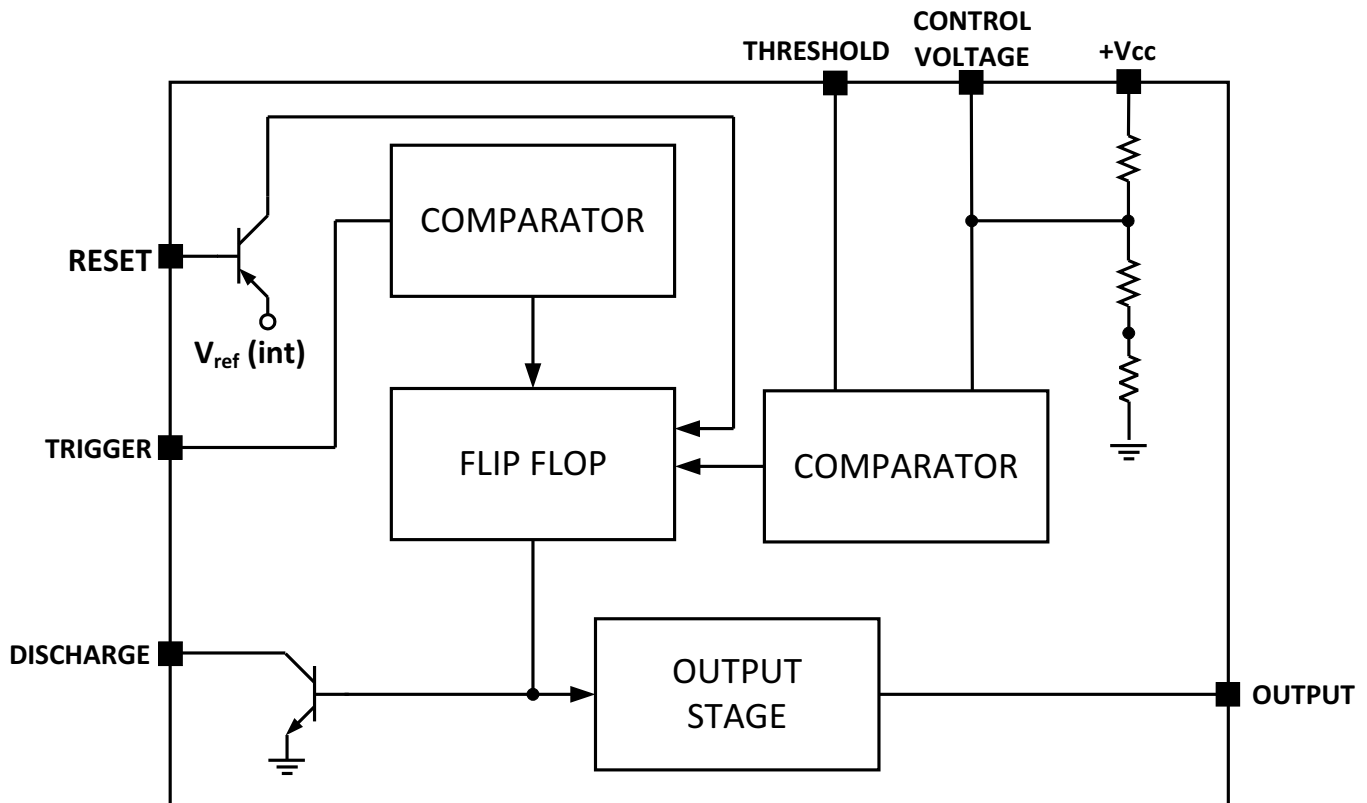 CONTROL
VOLTAGE
THRESHOLD
+Vcc
COMPARATOR
RESET
Vref (int)
TRIGGER
FLIP FLOP
COMPARATOR
DISCHARGE
OUTPUT
STAGE
OUTPUT